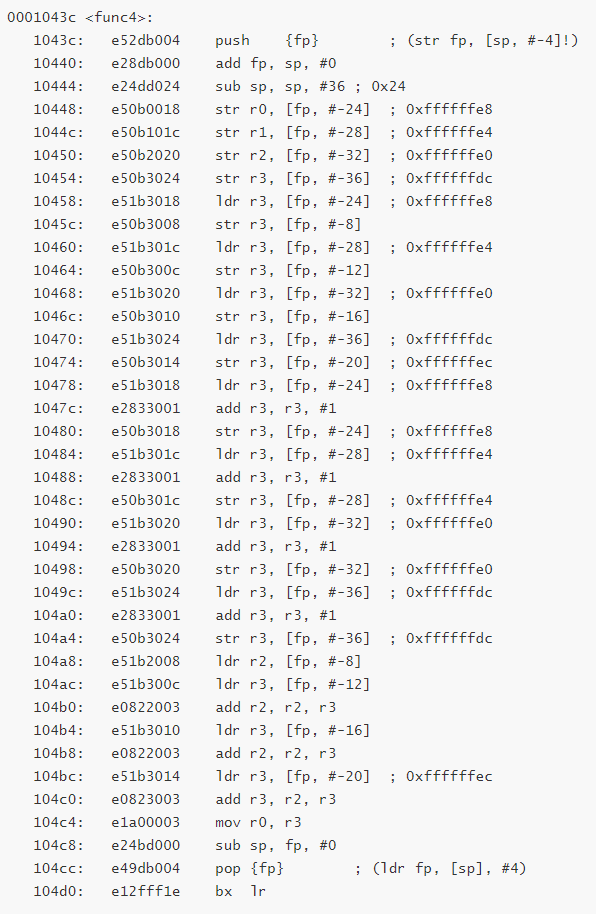 0001043c <func4>:
1043c: e52db004 push {fp} ; (str fp, [sp, #-4]!)
10440: e28db000 add fp, sp, #0
10444: e24dd024 sub sp, sp, #36 ; 0x24
10448: e50b0018 str r0, [fp, #-24] ; 0xffffffe8
1044c: e50b101c str r1, [fp, #-28] ; 0xffffffe4
10450: e50b2020 str r2, [fp, #-32] ; 0xffffffe0
10454: e50b3024 str r3, [fp, #-36] ; 0xffffffdc
10458: e51b3018 ldr r3, [fp, #-24] ; 0xffffffe8
1045c: e50b3008 str r3, [fp, #-8]
10460: e51b301c ldr r3, [fp, #-28] ; 0xffffffe4
10464: e50b300c str r3, [fp, #-12]
10468: e51b3020 ldr r3, [fp, #-32] ; 0xffffffe0
1046c: e50b3010 str r3, [fp, #-16]
10470: e51b3024 ldr r3, [fp, #-36] ; 0xffffffdc
10474: e50b3014 str r3, [fp, #-20] ; 0xffffffec
10478: e51b3018 ldr r3, [fp, #-24] ; 0xffffffe8
1047c: e2833001 add r3, r3, #1
10480: e50b3018 str r3, [fp, #-24] ; 0xffffffe8
10484: e51b301c ldr r3, [fp, #-28] ; 0xffffffe4
10488: e2833001 add r3, r3, #1
1048c: e50b301c str r3, [fp, #-28] ; 0xffffffe4
10490: e51b3020 ldr r3, [fp, #-32] ; 0xffffffe0
10494: e2833001 add r3, r3, #1
10498: e50b3020 str r3, [fp, #-32] ; 0xffffffe0
1049c: e51b3024 ldr r3, [fp, #-36] ; 0xffffffdc
104a0: e2833001 add r3, r3, #1
104a4: e50b3024 str r3, [fp, #-36] ; 0xffffffdc
104a8: e51b2008 ldr r2, [fp, #-8]
104ac: e51b300c ldr r3, [fp, #-12]
104b0: e0822003 add r2, r2, r3
104b4: e51b3010 ldr r3, [fp, #-16]
104b8: e0822003 add r2, r2, r3
104bc: e51b3014 ldr r3, [fp, #-20] ; 0xffffffec
104c0: e0823003 add r3, r2, r3
104c4: e1a00003 mov r0, r3
104c8: e24bd000 sub sp, fp, #0
104cc: e49db004 pop {fp} ; (ldr fp, [sp], #4)
104d0: e12fff1e bx lr